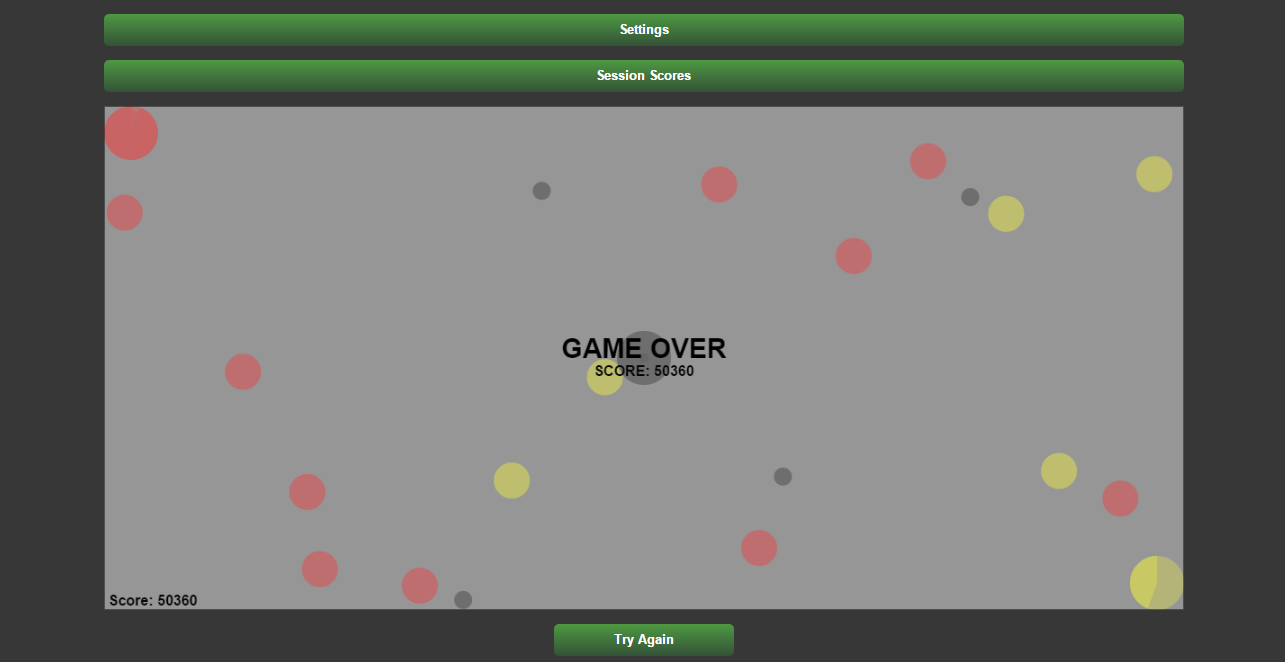 Settings
Session Scores
GAME OVER
SCORE: 50360
Score: 50360
Try Again